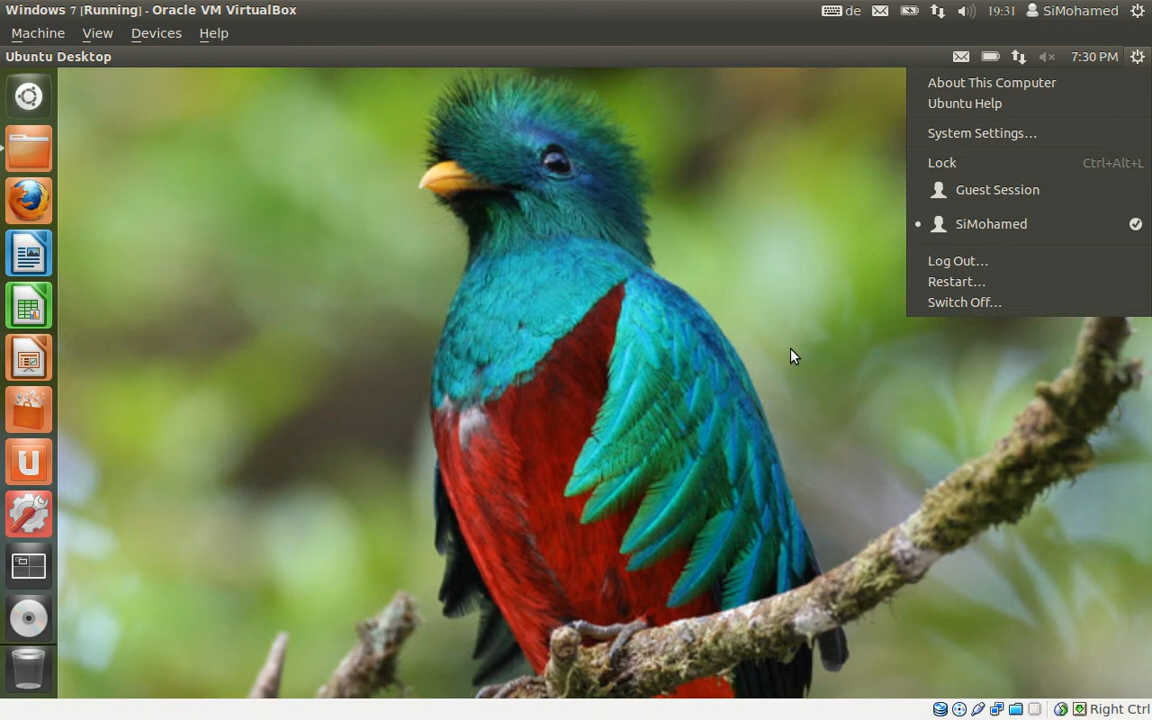 Windows 7 [Running] - Oracle VM VirtualBox
de
19:31
SiMohamed
Machine View Devices Help
Ubuntu Desktop
7:30 PM
About This Computer
Ubuntu Help
System Settings...
Lock Ctrl+Alt+L
Guest Session
SiMohamed
Log Out...
Restart...
Switch Off...
U
Right Ctrl